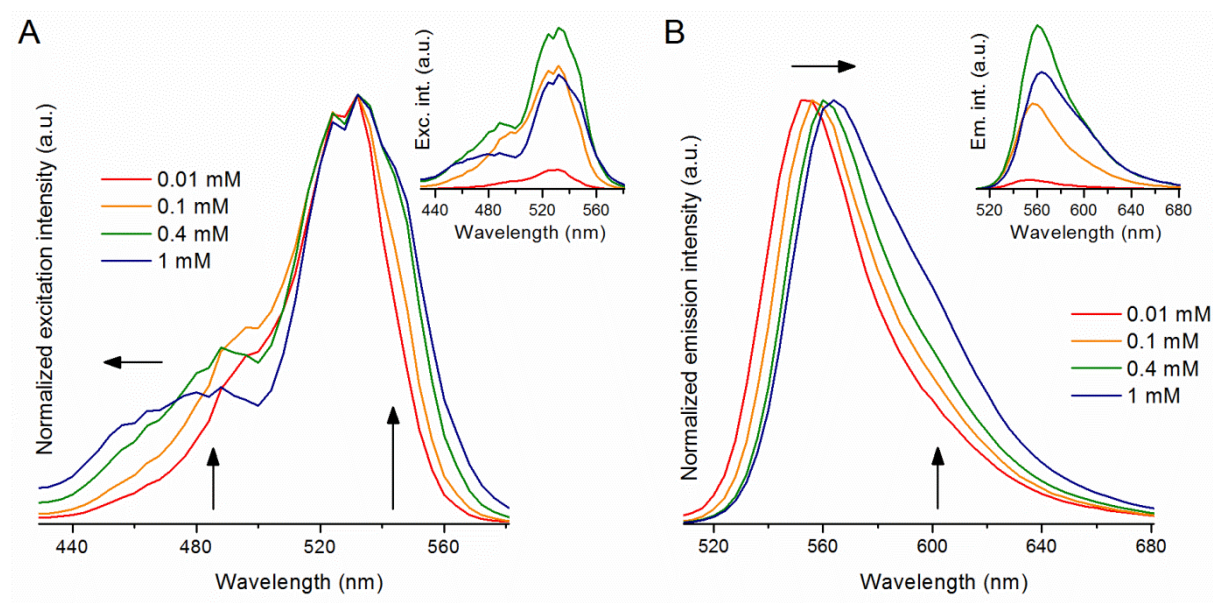 A
Normalized excitation intensity (a.u.)
0.01 mM
0.1 mM
0.4 mM
1 mM
440 480 520 560
Wavelength (nm)
Exc. int. (a.u.)
440 480 520 560
Wavelength (nm)
B
Normalized emission intensity (a.u.)
520 560 600 640 680
Wavelength (nm)
Em. int. (a.u.)
520 560 600 640 680
Wavelength (nm)
0.01 mM
0.1 mM
0.4 mM
1 mM